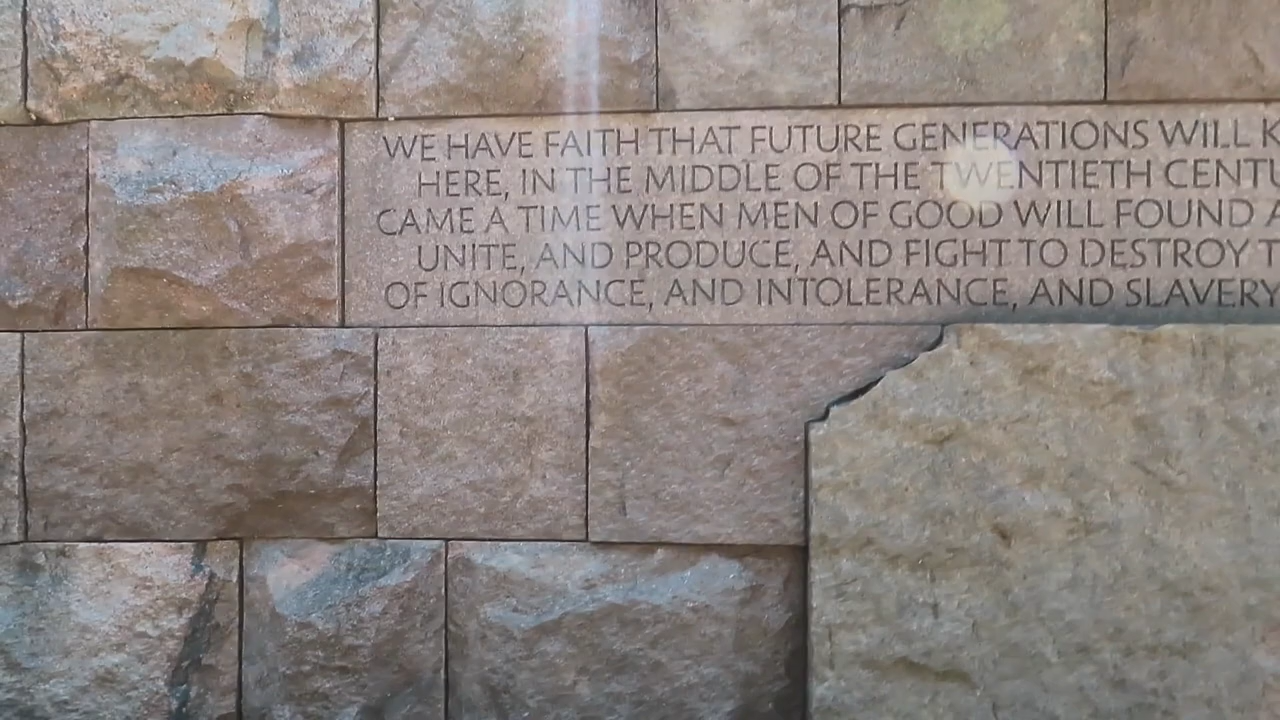 WE HAVE FAITH THAT FUTURE GENERATIONS WILL K
HERE, IN THE MIDDLE OF THE TWENTIETH CENTU
CAME A TIME WHEN MEN OF GOOD WILL FOUND A
UNITE, AND PRODUCE, AND FIGHT TO DESTROY T
OF IGNORANCE, AND INTOLERANCE, AND SLAVERY